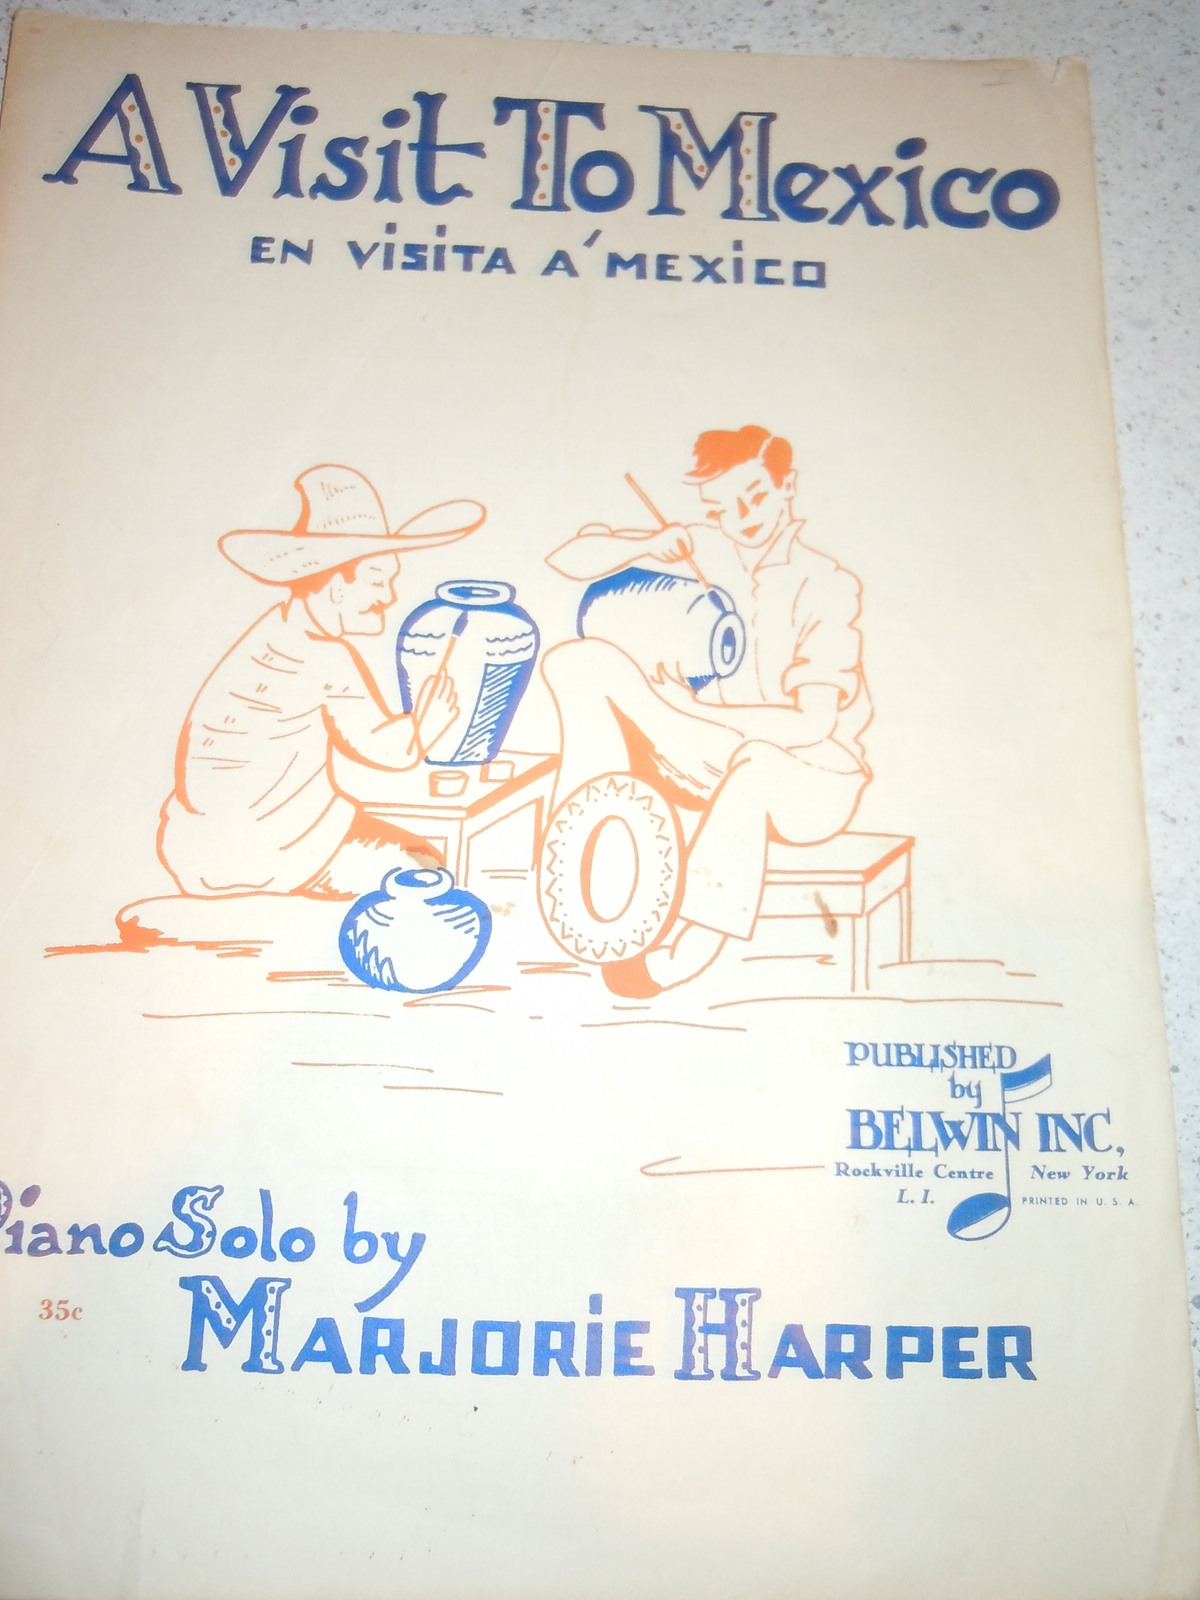 A Visit To Mexico
EN VISITA Á MEXICO
PUBLISHED
by
BELWIN INC,
Rockville Centre New York
L. I. PRINTED IN U. S. A.
Piano Solo by
35c
MARJORIE HARPER